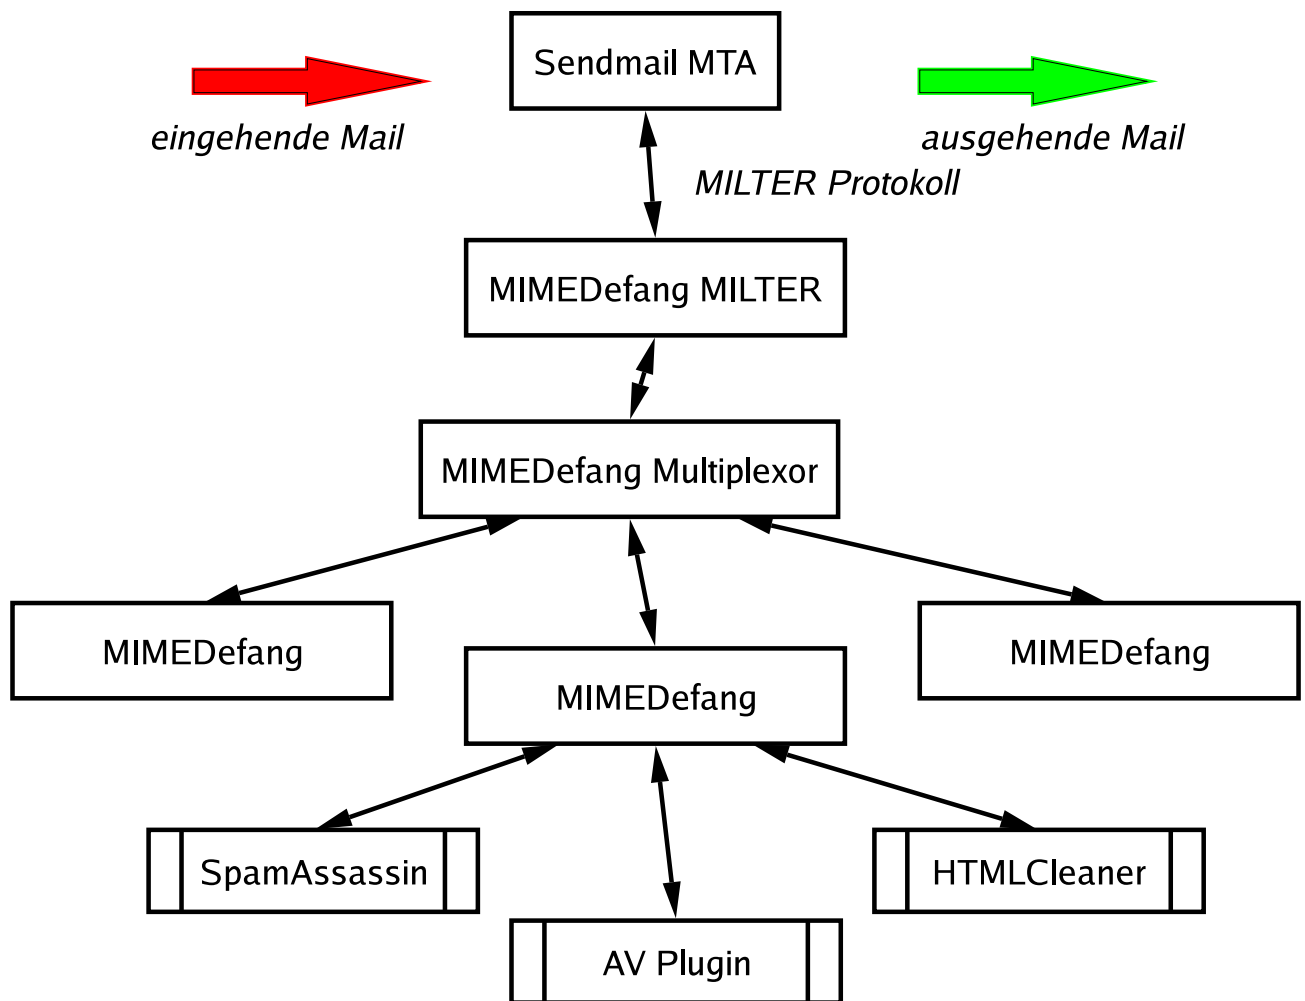 Sendmail MTA
eingehende Mail
ausgehende Mail
MILTER Protokoll
MIMEDefang MILTER
MIMEDefang Multiplexor
MIMEDefang
MIMEDefang
MIMEDefang
SpamAssassin
HTMLCleaner
AV Plugin